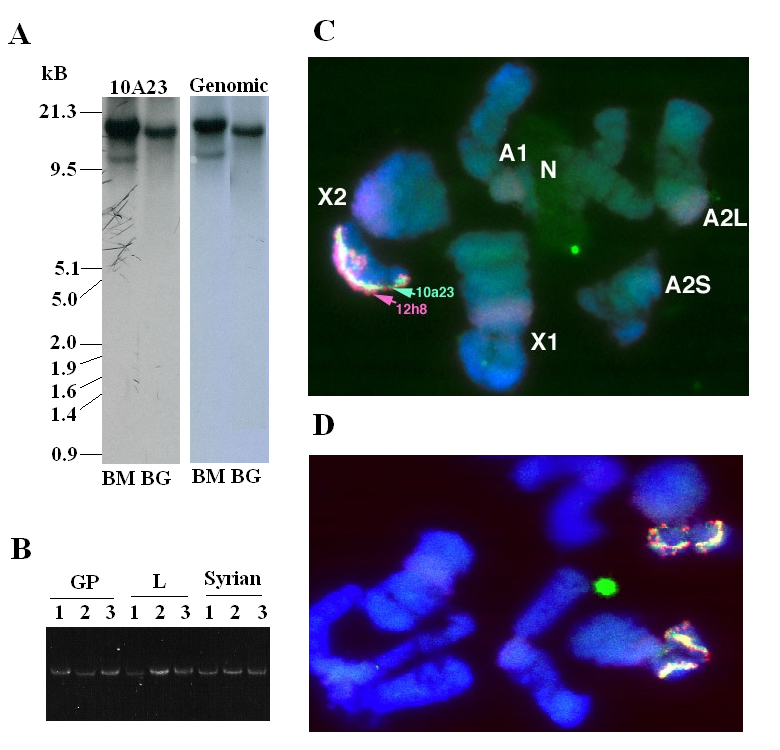 A
kB
10A23 Genomic
21.3
9.5
5.1
5.0
2.0
1.9
1.6
1.4
0.9
BM BG BM BG
B
GP L Syrian
1 2 3 1 2 3 1 2 3
C
A1
N
X2
A2L
10a23
12h8
A2S
X1
D